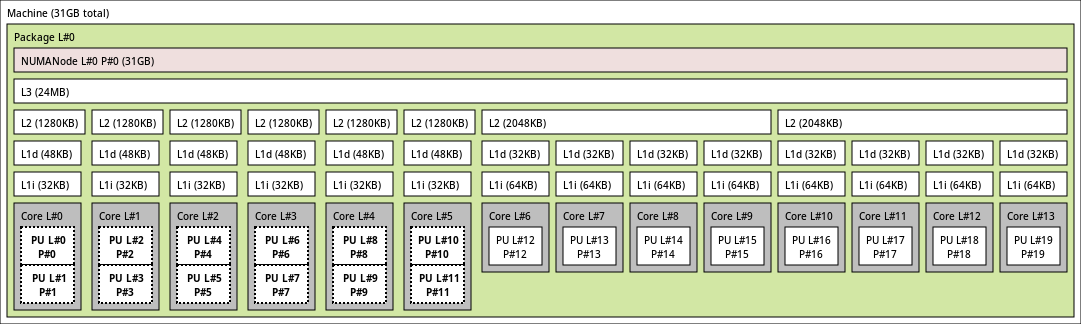 Machine (31GB total)
Package L#0
NUMANode L#0 P#0 (31GB)
L3 (24MB)
L2 (1280KB) L2 (1280KB) L2 (1280KB) L2 (1280KB) L2 (1280KB) L2 (1280KB) L2 (2048KB) L2 (2048KB)
L1d (48KB) L1d (48KB) L1d (48KB) L1d (48KB) L1d (48KB) L1d (48KB) L1d (32KB) L1d (32KB) L1d (32KB) L1d (32KB) L1d (32KB) L1d (32KB) L1d (32KB) L1d (32KB)
L1i (32KB) L1i (32KB) L1i (32KB) L1i (32KB) L1i (32KB) L1i (32KB) L1i (64KB) L1i (64KB) L1i (64KB) L1i (64KB) L1i (64KB) L1i (64KB) L1i (64KB) L1i (64KB)
Core L#0 Core L#1 Core L#2 Core L#3 Core L#4 Core L#5 Core L#6 Core L#7 Core L#8 Core L#9 Core L#10 Core L#11 Core L#12 Core L#13
PU L#0 PU L#2 PU L#4 PU L#6 PU L#8 PU L#10 PU L#12 PU L#13 PU L#14 PU L#15 PU L#16 PU L#17 PU L#18 PU L#19
P#0 P#2 P#4 P#6 P#8 P#10 P#12 P#13 P#14 P#15 P#16 P#17 P#18 P#19
PU L#1 PU L#3 PU L#5 PU L#7 PU L#9 PU L#11
P#1 P#3 P#5 P#7 P#9 P#11